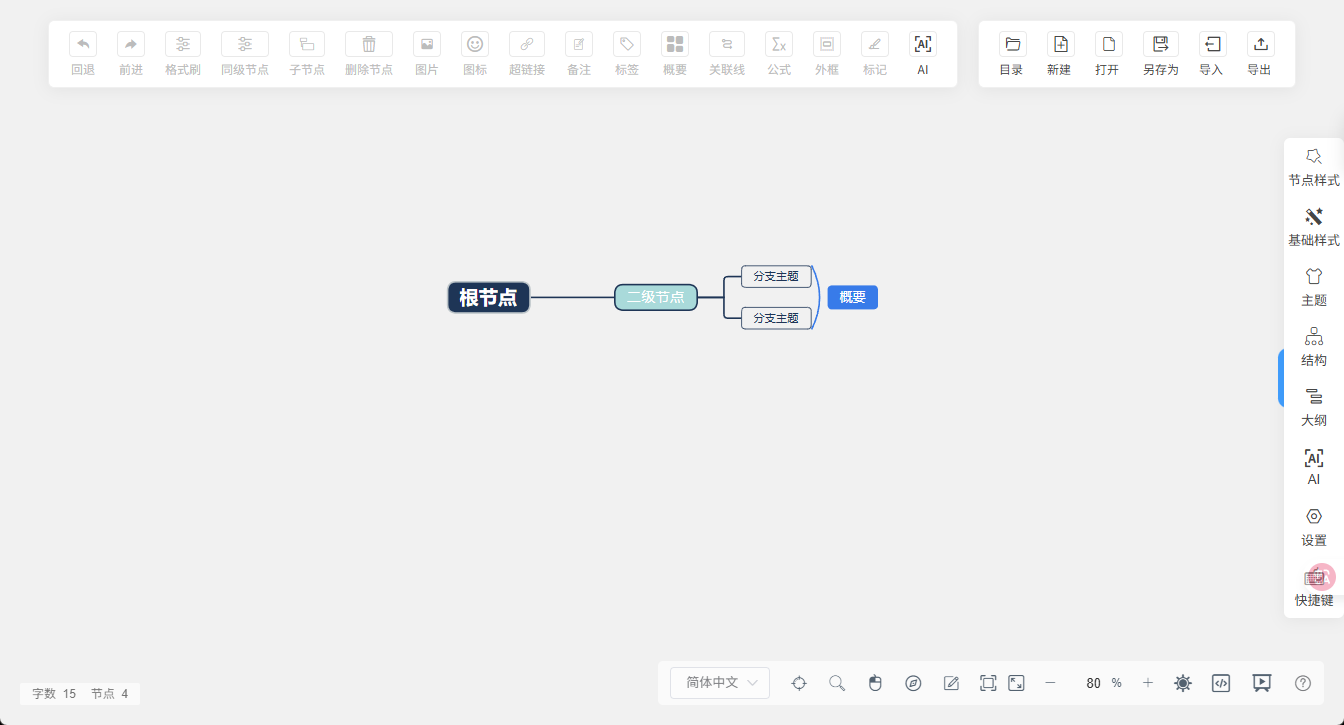 回退 前进 格式刷 同级节点 子节点 删除节点 图片 图标 超链接 备注 标签 概要 关联线 公式 外框 标记 AI 目录 新建 打开 另存为 导入 导出
节点样式
基础样式
主题
结构
大纲
AI
设置
快捷键
根节点
二级节点
分支主题
分支主题
概要
字数 15 节点 4
简体中文
80 %